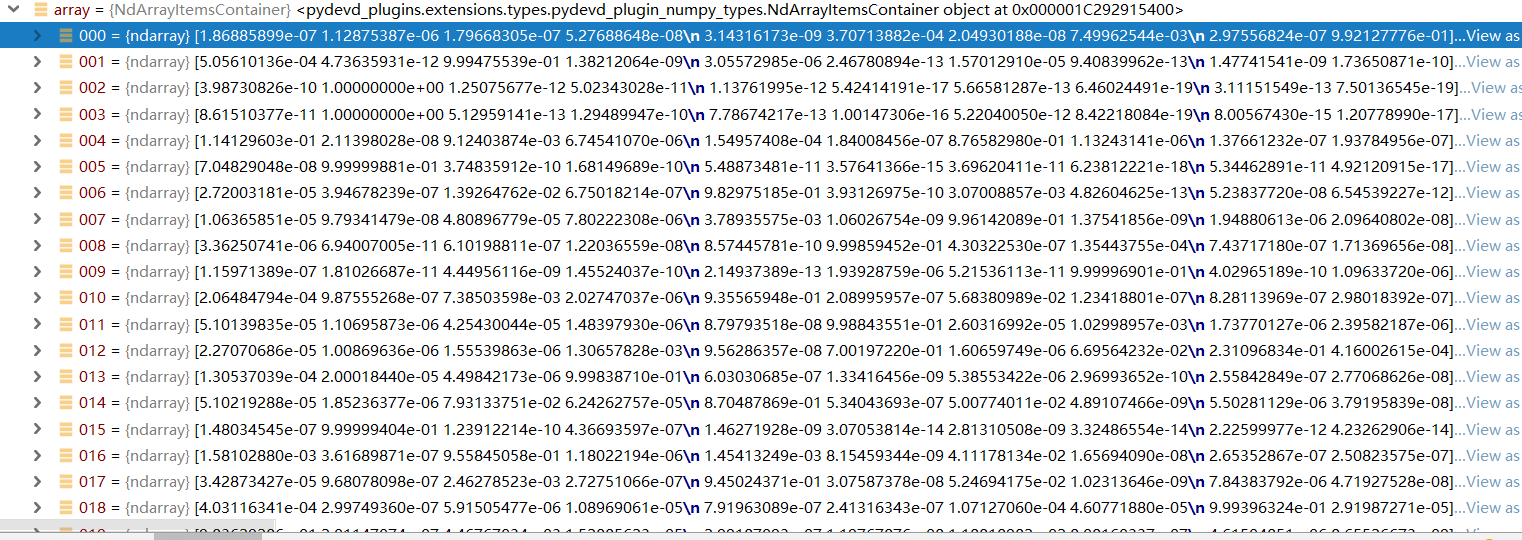 array = {NdArrayItemsContainer} <pydevd_plugins.extensions.types.pydevd_plugin_numpy_types.NdArrayItemsContainer object at 0x000001C292915400>
000 = {ndarray} [1.86885899e-07 1.12875387e-06 1.79668305e-07 5.27688648e-08\n 3.14316173e-09 3.70713882e-04 2.04930188e-08 7.49962544e-03\n 2.97556824e-07 9.92127776e-01]...View as
001 = {ndarray} [5.05610136e-04 4.73635931e-12 9.99475539e-01 1.38212064e-09\n 3.05572985e-06 2.46780894e-13 1.57012910e-05 9.40839962e-13\n 1.47741541e-09 1.73650871e-10]...View as
002 = {ndarray} [3.98730826e-10 1.00000000e+00 1.25075677e-12 5.02343028e-11\n 1.13761995e-12 5.42414191e-17 5.66581287e-13 6.46024491e-19\n 3.11151549e-13 7.50136545e-19]...View as
003 = {ndarray} [8.61510377e-11 1.00000000e+00 5.12959141e-13 1.29489947e-10\n 7.78674217e-13 1.00147306e-16 5.22040050e-12 8.42218084e-19\n 8.00567430e-15 1.20778990e-17]...View as
004 = {ndarray} [1.14129603e-01 2.11398028e-08 9.12403874e-03 6.74541070e-06\n 1.54957408e-04 1.84008456e-07 8.76582980e-01 1.13243141e-06\n 1.37661232e-07 1.93784956e-07]...View as
005 = {ndarray} [7.04829048e-08 9.99999881e-01 3.74835912e-10 1.68149689e-10\n 5.48873481e-11 3.57641366e-15 3.69620411e-11 6.23812221e-18\n 5.34462891e-11 4.92120915e-17]...View as
006 = {ndarray} [2.72003181e-05 3.94678239e-07 1.39264762e-02 6.75018214e-07\n 9.82975185e-01 3.93126975e-10 3.07008857e-03 4.82604625e-13\n 5.23837720e-08 6.54539227e-12]...View as
007 = {ndarray} [1.06365851e-05 9.79341479e-08 4.80896779e-05 7.80222308e-06\n 3.78935575e-03 1.06026754e-09 9.96142089e-01 1.37541856e-09\n 1.94880613e-06 2.09640802e-08]...View as
008 = {ndarray} [3.36250741e-06 6.94007005e-11 6.10198811e-07 1.22036559e-08\n 8.57445781e-10 9.99859452e-01 4.30322530e-07 1.35443755e-04\n 7.43717180e-07 1.71369656e-08]...View as
009 = {ndarray} [1.15971389e-07 1.81026687e-11 4.44956116e-09 1.45524037e-10\n 2.14937389e-13 1.93928759e-06 5.21536113e-11 9.99996901e-01\n 4.02965189e-10 1.09633720e-06]...View as
010 = {ndarray} [2.06484794e-04 9.87555268e-07 7.38503598e-03 2.02747037e-06\n 9.35565948e-01 2.08995957e-07 5.68380989e-02 1.23418801e-07\n 8.28113969e-07 2.98018392e-07]...View as
011 = {ndarray} [5.10139835e-05 1.10695873e-06 4.25430044e-05 1.48397930e-06\n 8.79793518e-08 9.98843551e-01 2.60316992e-05 1.02998957e-03\n 1.73770127e-06 2.39582187e-06]...View as
012 = {ndarray} [2.27070686e-05 1.00869636e-06 1.55539863e-06 1.30657828e-03\n 9.56286357e-08 7.00197220e-01 1.60659749e-06 6.69564232e-02\n 2.31096834e-01 4.16002615e-04]...View as
013 = {ndarray} [1.30537039e-04 2.00018440e-05 4.49842173e-06 9.99838710e-01\n 6.03030685e-07 1.33416456e-09 5.38553422e-06 2.96993652e-10\n 2.55842849e-07 2.77068626e-08]...View as
014 = {ndarray} [5.10219288e-05 1.85236377e-06 7.93133751e-02 6.24262757e-05\n 8.70487869e-01 5.34043693e-07 5.00774011e-02 4.89107466e-09\n 5.50281129e-06 3.79195839e-08]...View as
015 = {ndarray} [1.48034545e-07 9.99999404e-01 1.23912214e-10 4.36693597e-07\n 1.46271928e-09 3.07053814e-14 2.81310508e-09 3.32486554e-14\n 2.22599977e-12 4.23262906e-14]...View as
016 = {ndarray} [1.58102880e-03 3.61689871e-07 9.55845058e-01 1.18022194e-06\n 1.45413249e-03 8.15459344e-09 4.11178134e-02 1.65694090e-08\n 2.65352867e-07 2.50823575e-07]...View as
017 = {ndarray} [3.42873427e-05 9.68078098e-07 2.46278523e-03 2.72751066e-07\n 9.45024371e-01 3.07587378e-08 5.24694175e-02 1.02313646e-09\n 7.84383792e-06 4.71927528e-08]...View as
018 = {ndarray} [4.03116341e-04 2.99749360e-07 5.91505477e-06 1.08969061e-05\n 7.91963089e-07 2.41316343e-07 1.07127060e-04 4.60771880e-05\n 9.99396324e-01 2.91987271e-05]...View as